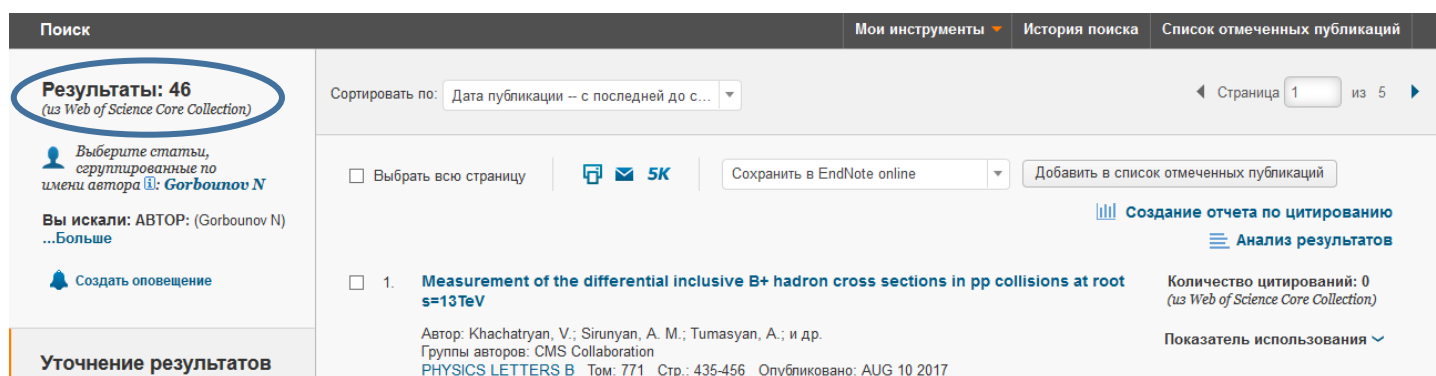 Поиск
Мои инструменты
История поиска
Список отмеченных публикаций
Результаты: 46
(из Web of Science Core Collection)
Сортировать по:
Дата публикации -- с последней до с...
Страница 1 из 5
Выберите статьи,
сгруппированные по
имени автора i: Gorbounov N
Выбрать всю страницу
5K
Сохранить в EndNote online
Добавить в список отмеченных публикаций
Вы искали: АВТОР: (Gorbounov N)
...Больше
Создание отчета по цитированию
Анализ результатов
Создать оповещение
1. Measurement of the differential inclusive B+ hadron cross sections in pp collisions at root
s=13TeV
Количество цитирований: 0
(из Web of Science Core Collection)
Автор: Khachatryan, V.; Sirunyan, A. M.; Tumasyan, A.; и др.
Группы авторов: CMS Collaboration
PHYSICS LETTERS B Том: 771 Стр.: 435-456 Опубликовано: AUG 10 2017
Показатель использования
Уточнение результатов